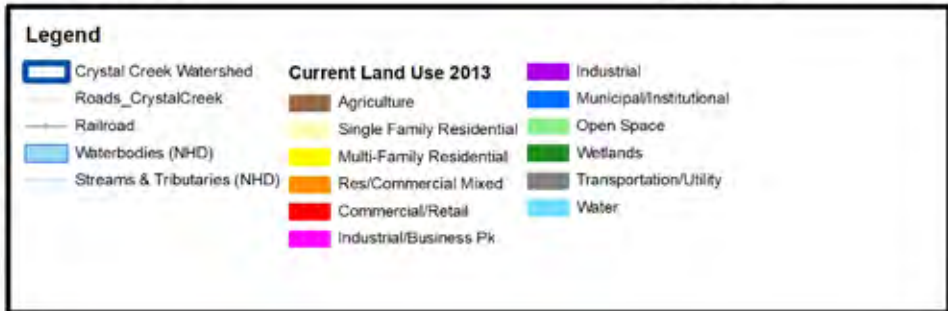 Legend
Crystal Creek Watershed
Roads_CrystalCreek
Railroad
Waterbodies (NHD)
Streams & Tributaries (NHD)
Current Land Use 2013
Agriculture
Single Family Residential
Multi-Family Residential
Res/Commercial Mixed
Commercial/Retail
Industrial/Business Pk
Industrial
Municipal/Institutional
Open Space
Wetlands
Transportation/Utility
Water